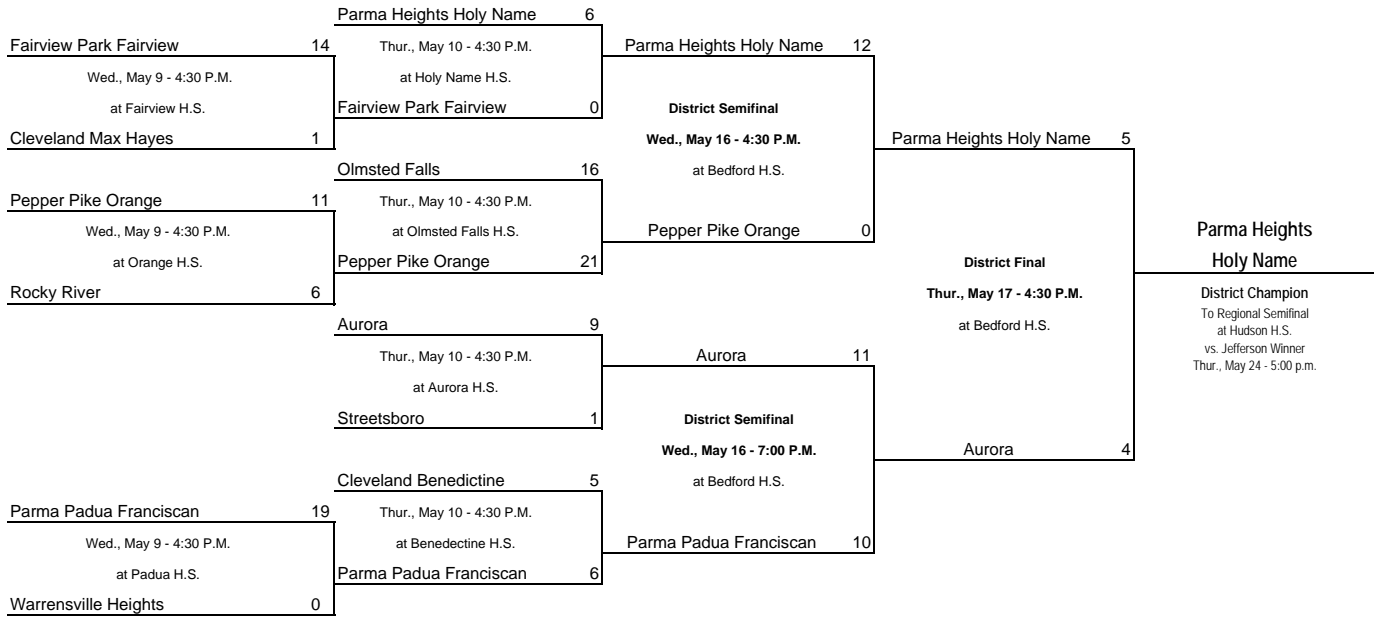 Parma Heights Holy Name 6
Fairview Park Fairview 14
Thur., May 10 - 4:30 P.M.
Parma Heights Holy Name 12
Wed., May 9 - 4:30 P.M.
at Holy Name H.S.
at Fairview H.S.
Fairview Park Fairview 0
District Semifinal
Cleveland Max Hayes 1
Wed., May 16 - 4:30 P.M.
Parma Heights Holy Name 5
Olmsted Falls 16
at Bedford H.S.
Pepper Pike Orange 11
Thur., May 10 - 4:30 P.M.
Wed., May 9 - 4:30 P.M.
at Olmsted Falls H.S.
Pepper Pike Orange 0
Parma Heights
at Orange H.S.
Pepper Pike Orange 21
District Final
Holy Name
Rocky River 6
Thur., May 17 - 4:30 P.M.
District Champion
To Regional Semifinal
Aurora 9
at Bedford H.S.
at Hudson H.S.
vs. Jefferson Winner
Thur., May 10 - 4:30 P.M.
Aurora 11
Thur., May 24 - 5:00 p.m.
at Aurora H.S.
Streetsboro 1
District Semifinal
Wed., May 16 - 7:00 P.M.
Aurora 4
Cleveland Benedictine 5
at Bedford H.S.
Parma Padua Franciscan 19
Thur., May 10 - 4:30 P.M.
Wed., May 9 - 4:30 P.M.
at Benedectine H.S.
Parma Padua Franciscan 10
at Padua H.S.
Parma Padua Franciscan 6
Warrensville Heights 0